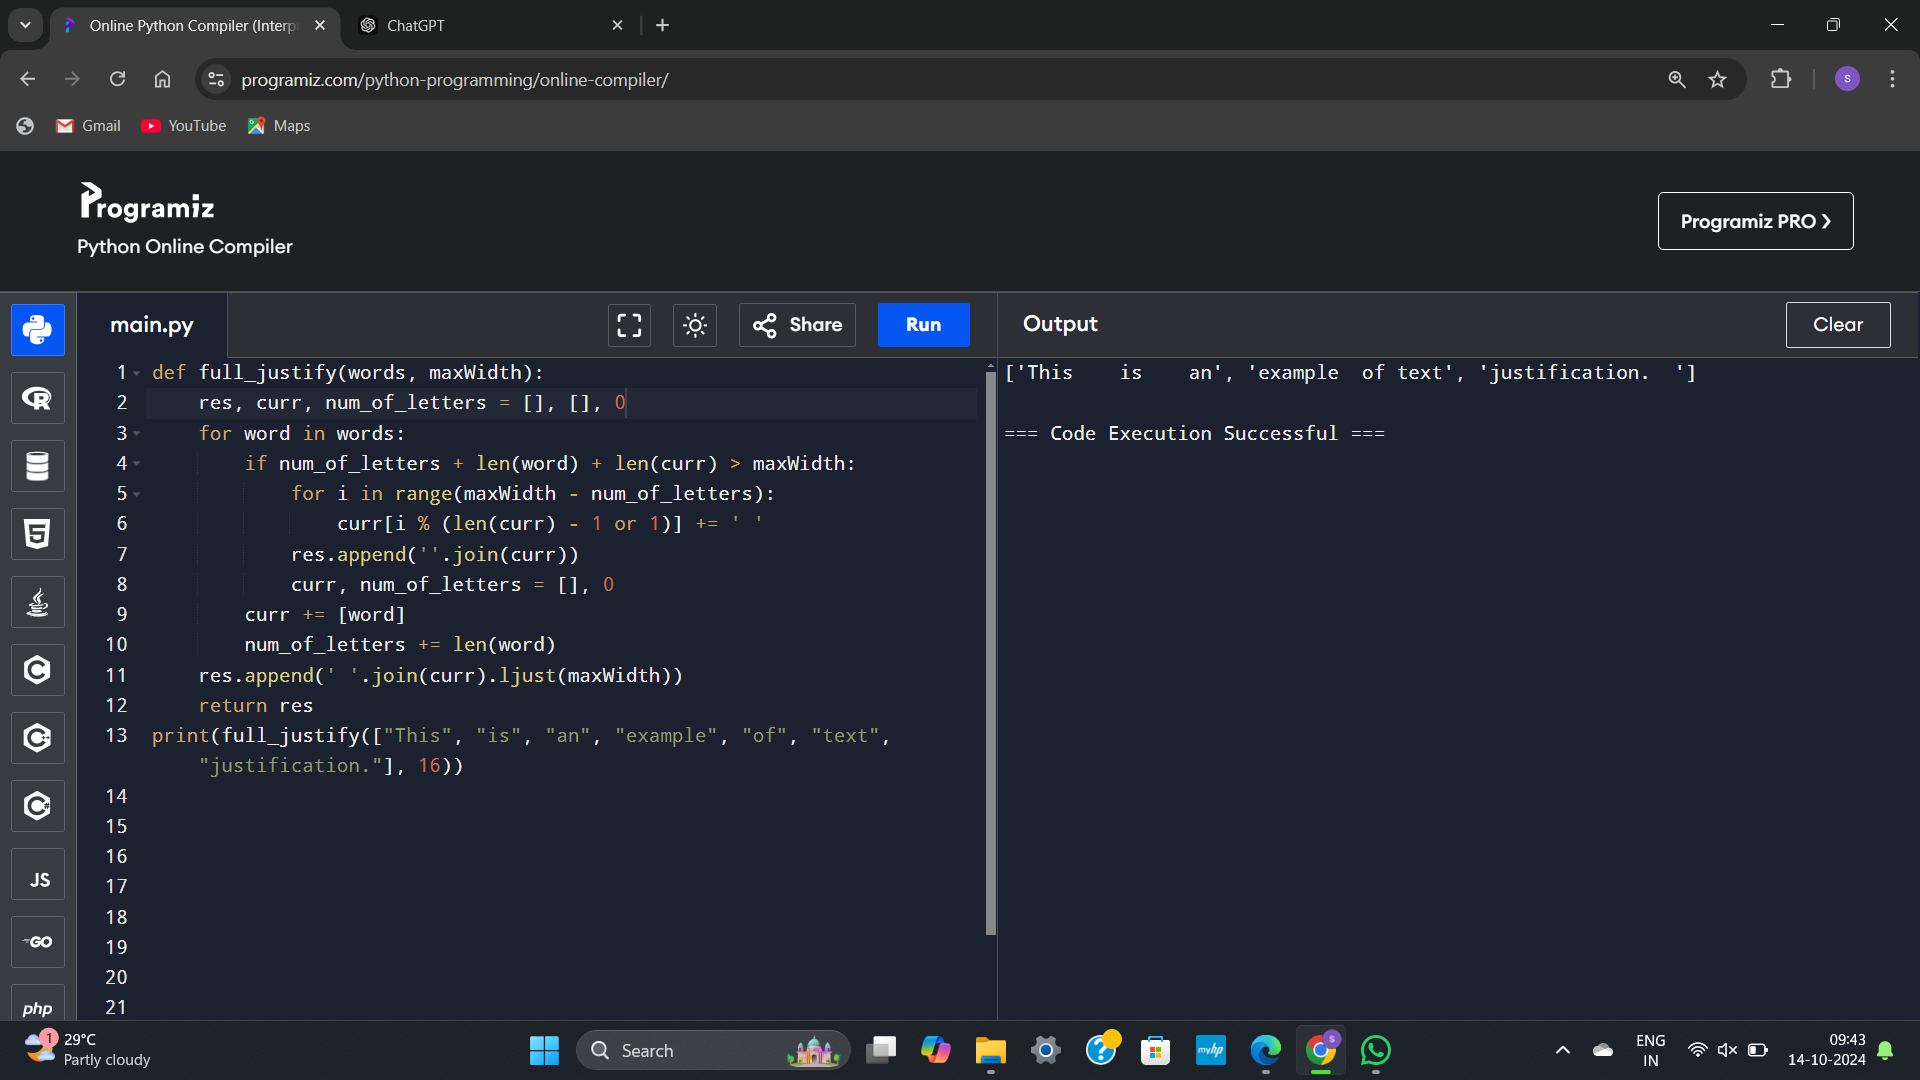 Online Python Compiler (Interp
ChatGPT
programiz.com/python-programming/online-compiler/
S
Gmail
YouTube
Maps
Programiz
Python Online Compiler
Programiz PRO ❯
main.py
Share
Run
Output
Clear
1 def full_justify(words, maxWidth):
2     res, curr, num_of_letters = [], [], 0
3     for word in words:
4         if num_of_letters + len(word) + len(curr) > maxWidth:
5             for i in range(maxWidth - num_of_letters):
6                 curr[i % (len(curr) - 1 or 1)] += ' '
7             res.append(''.join(curr))
8             curr, num_of_letters = [], 0
9         curr += [word]
10         num_of_letters += len(word)
11     res.append(' '.join(curr).ljust(maxWidth))
12     return res
13 print(full_justify(["This", "is", "an", "example", "of", "text",
    "justification."], 16))
14
15
16
17
18
19
20
21
['This    is    an', 'example  of text', 'justification.  ']
=== Code Execution Successful ===
R
5
C
C++
C#
JS
GO
php
1
29°C
Partly cloudy
Search
myhp
S
ENG
IN
09:43
14-10-2024